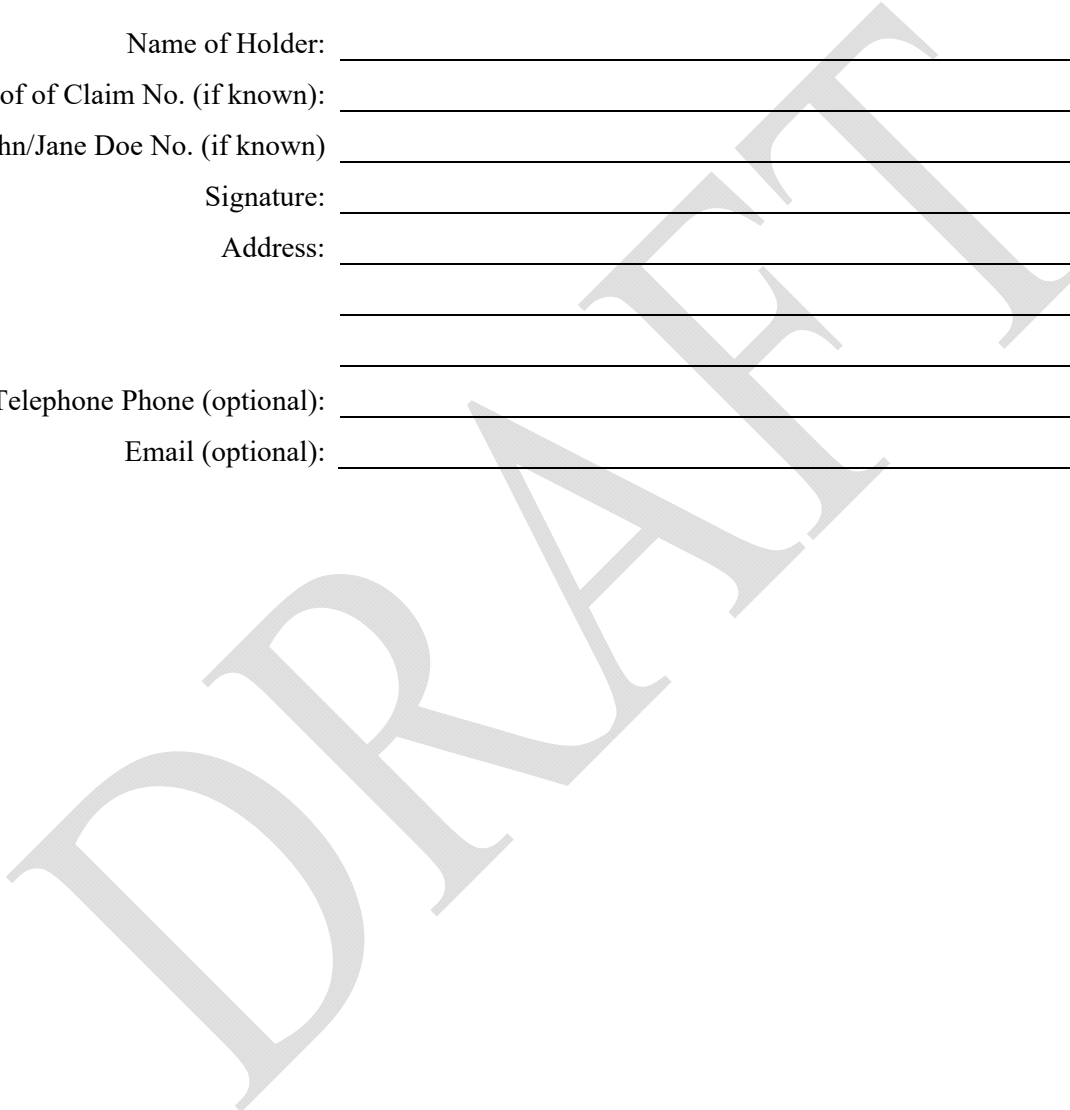 Name of Holder:
of of Claim No. (if known):
hn/Jane Doe No. (if known)
Signature:
Address:
Telephone Phone (optional):
Email (optional):
DRAFT